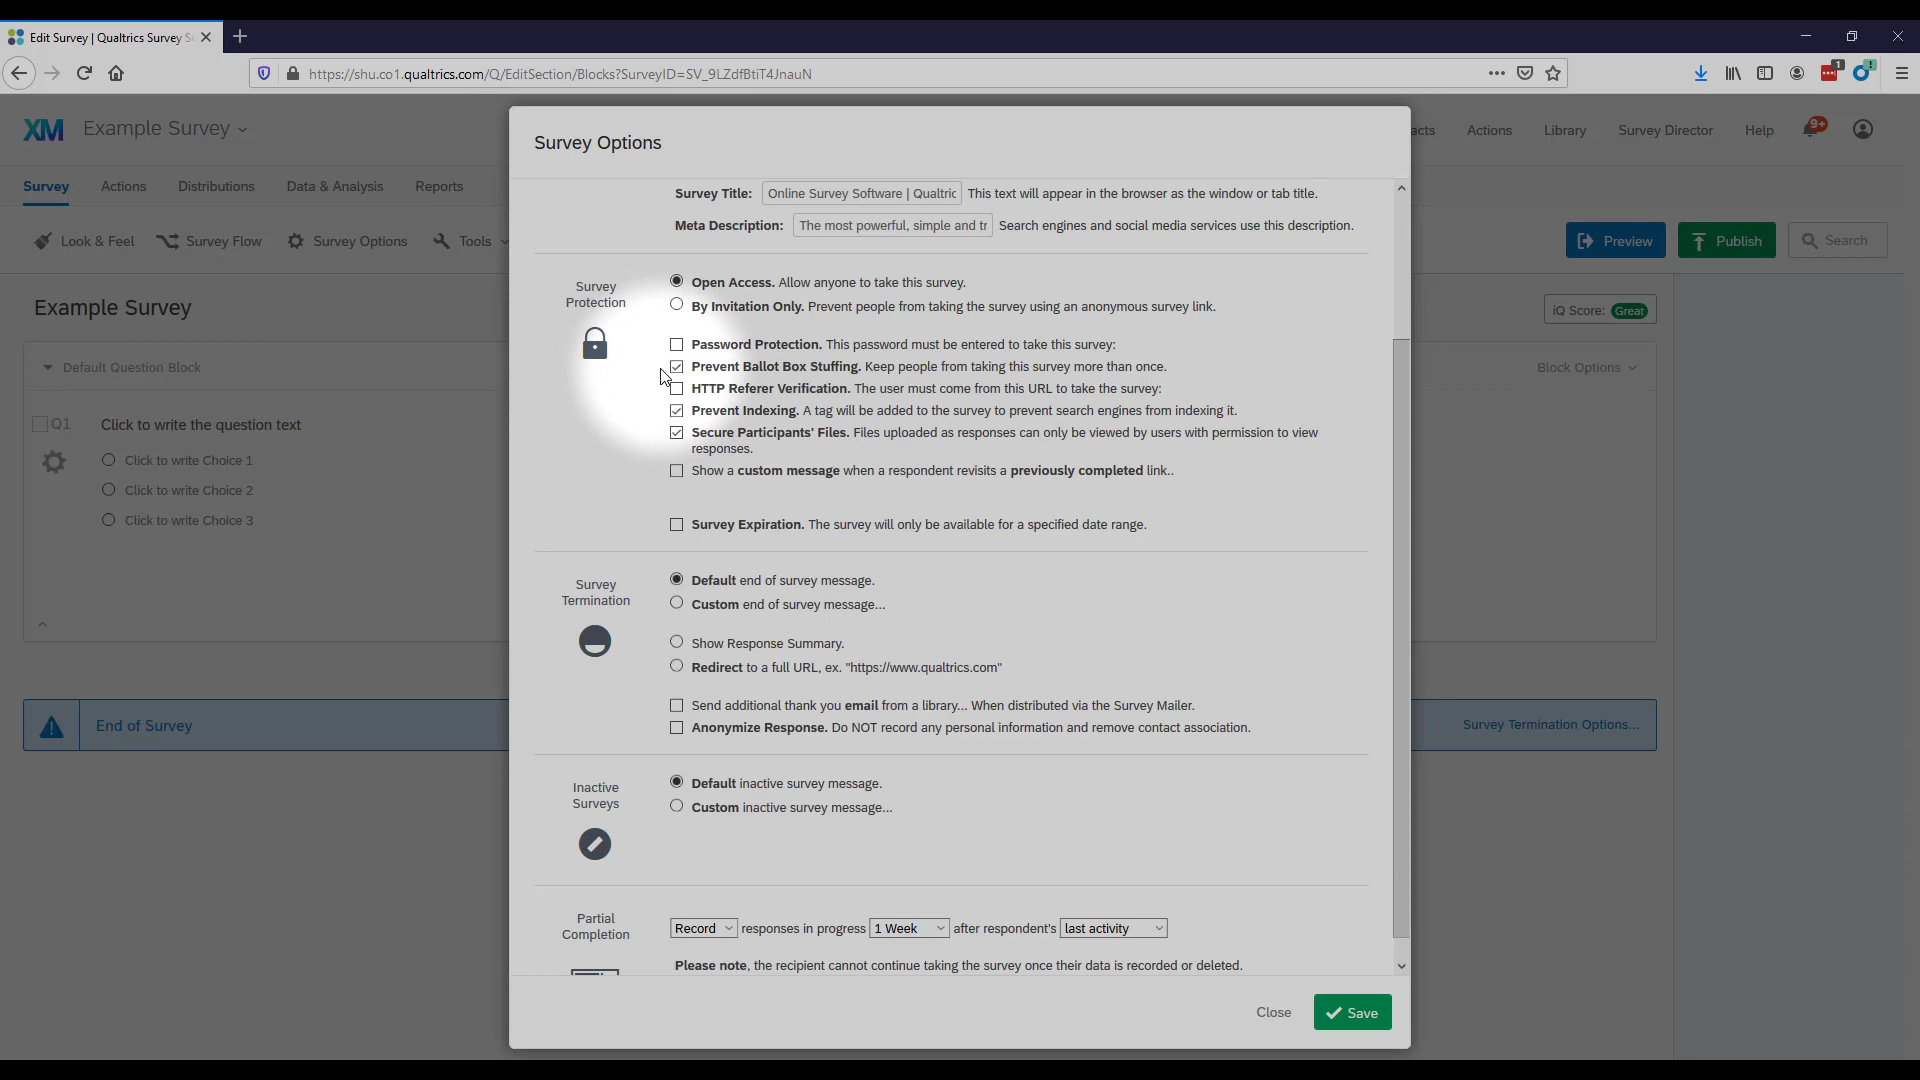 Edit Survey | Qualtrics Survey S
https://shu.co1.qualtrics.com/Q/EditSection/Blocks?SurveyID=SV_9LZdfBtiT4JnauN
1
!
XM Example Survey
acts Actions Library Survey Director Help 9+
Survey Actions Distributions Data & Analysis Reports
Look & Feel Survey Flow Survey Options Tools
Preview Publish Search
Example Survey
iQ Score: Great
Default Question Block
Block Options
Q1 Click to write the question text
Click to write Choice 1
Click to write Choice 2
Click to write Choice 3
End of Survey
Survey Termination Options...
Survey Options
Survey Title: Online Survey Software | Qualtric This text will appear in the browser as the window or tab title.
Meta Description: The most powerful, simple and tr Search engines and social media services use this description.
Survey
Protection
Open Access. Allow anyone to take this survey.
By Invitation Only. Prevent people from taking the survey using an anonymous survey link.
Password Protection. This password must be entered to take this survey:
Prevent Ballot Box Stuffing. Keep people from taking this survey more than once.
HTTP Referer Verification. The user must come from this URL to take the survey:
Prevent Indexing. A tag will be added to the survey to prevent search engines from indexing it.
Secure Participants' Files. Files uploaded as responses can only be viewed by users with permission to view
responses.
Show a custom message when a respondent revisits a previously completed link..
Survey Expiration. The survey will only be available for a specified date range.
Survey
Termination
Default end of survey message.
Custom end of survey message...
Show Response Summary.
Redirect to a full URL, ex. "https://www.qualtrics.com"
Send additional thank you email from a library... When distributed via the Survey Mailer.
Anonymize Response. Do NOT record any personal information and remove contact association.
Inactive
Surveys
Default inactive survey message.
Custom inactive survey message...
Partial
Completion
Record responses in progress 1 Week after respondent's last activity
Please note, the recipient cannot continue taking the survey once their data is recorded or deleted.
Close Save